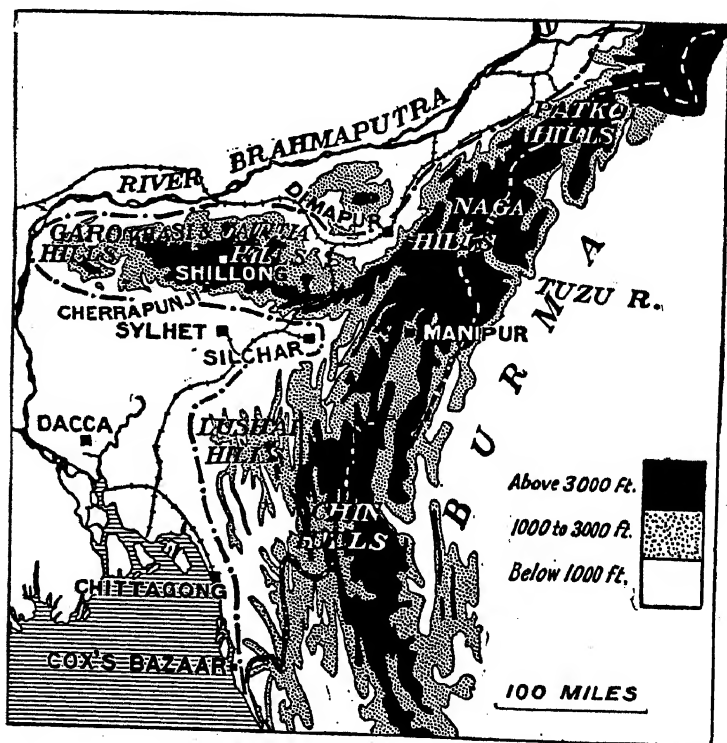 BRAHMAPUTRA
RIVER
PATKO
HILLS
DIMAPUR
NAGA
HILLS
GARO
HILLS
KHASI & JAINTIA
HILLS
SHILLONG
CHERRAPUNJI
SYLHET
SILCHAR
MANIPUR
TUZU R.
BURMA
DACCA
LUSHAI
HILLS
CHIN
HILLS
CHITTAGONG
COX'S BAZAAR
Above 3000 Ft.
1000 to 3000 ft.
Below 1000 ft.
100 MILES